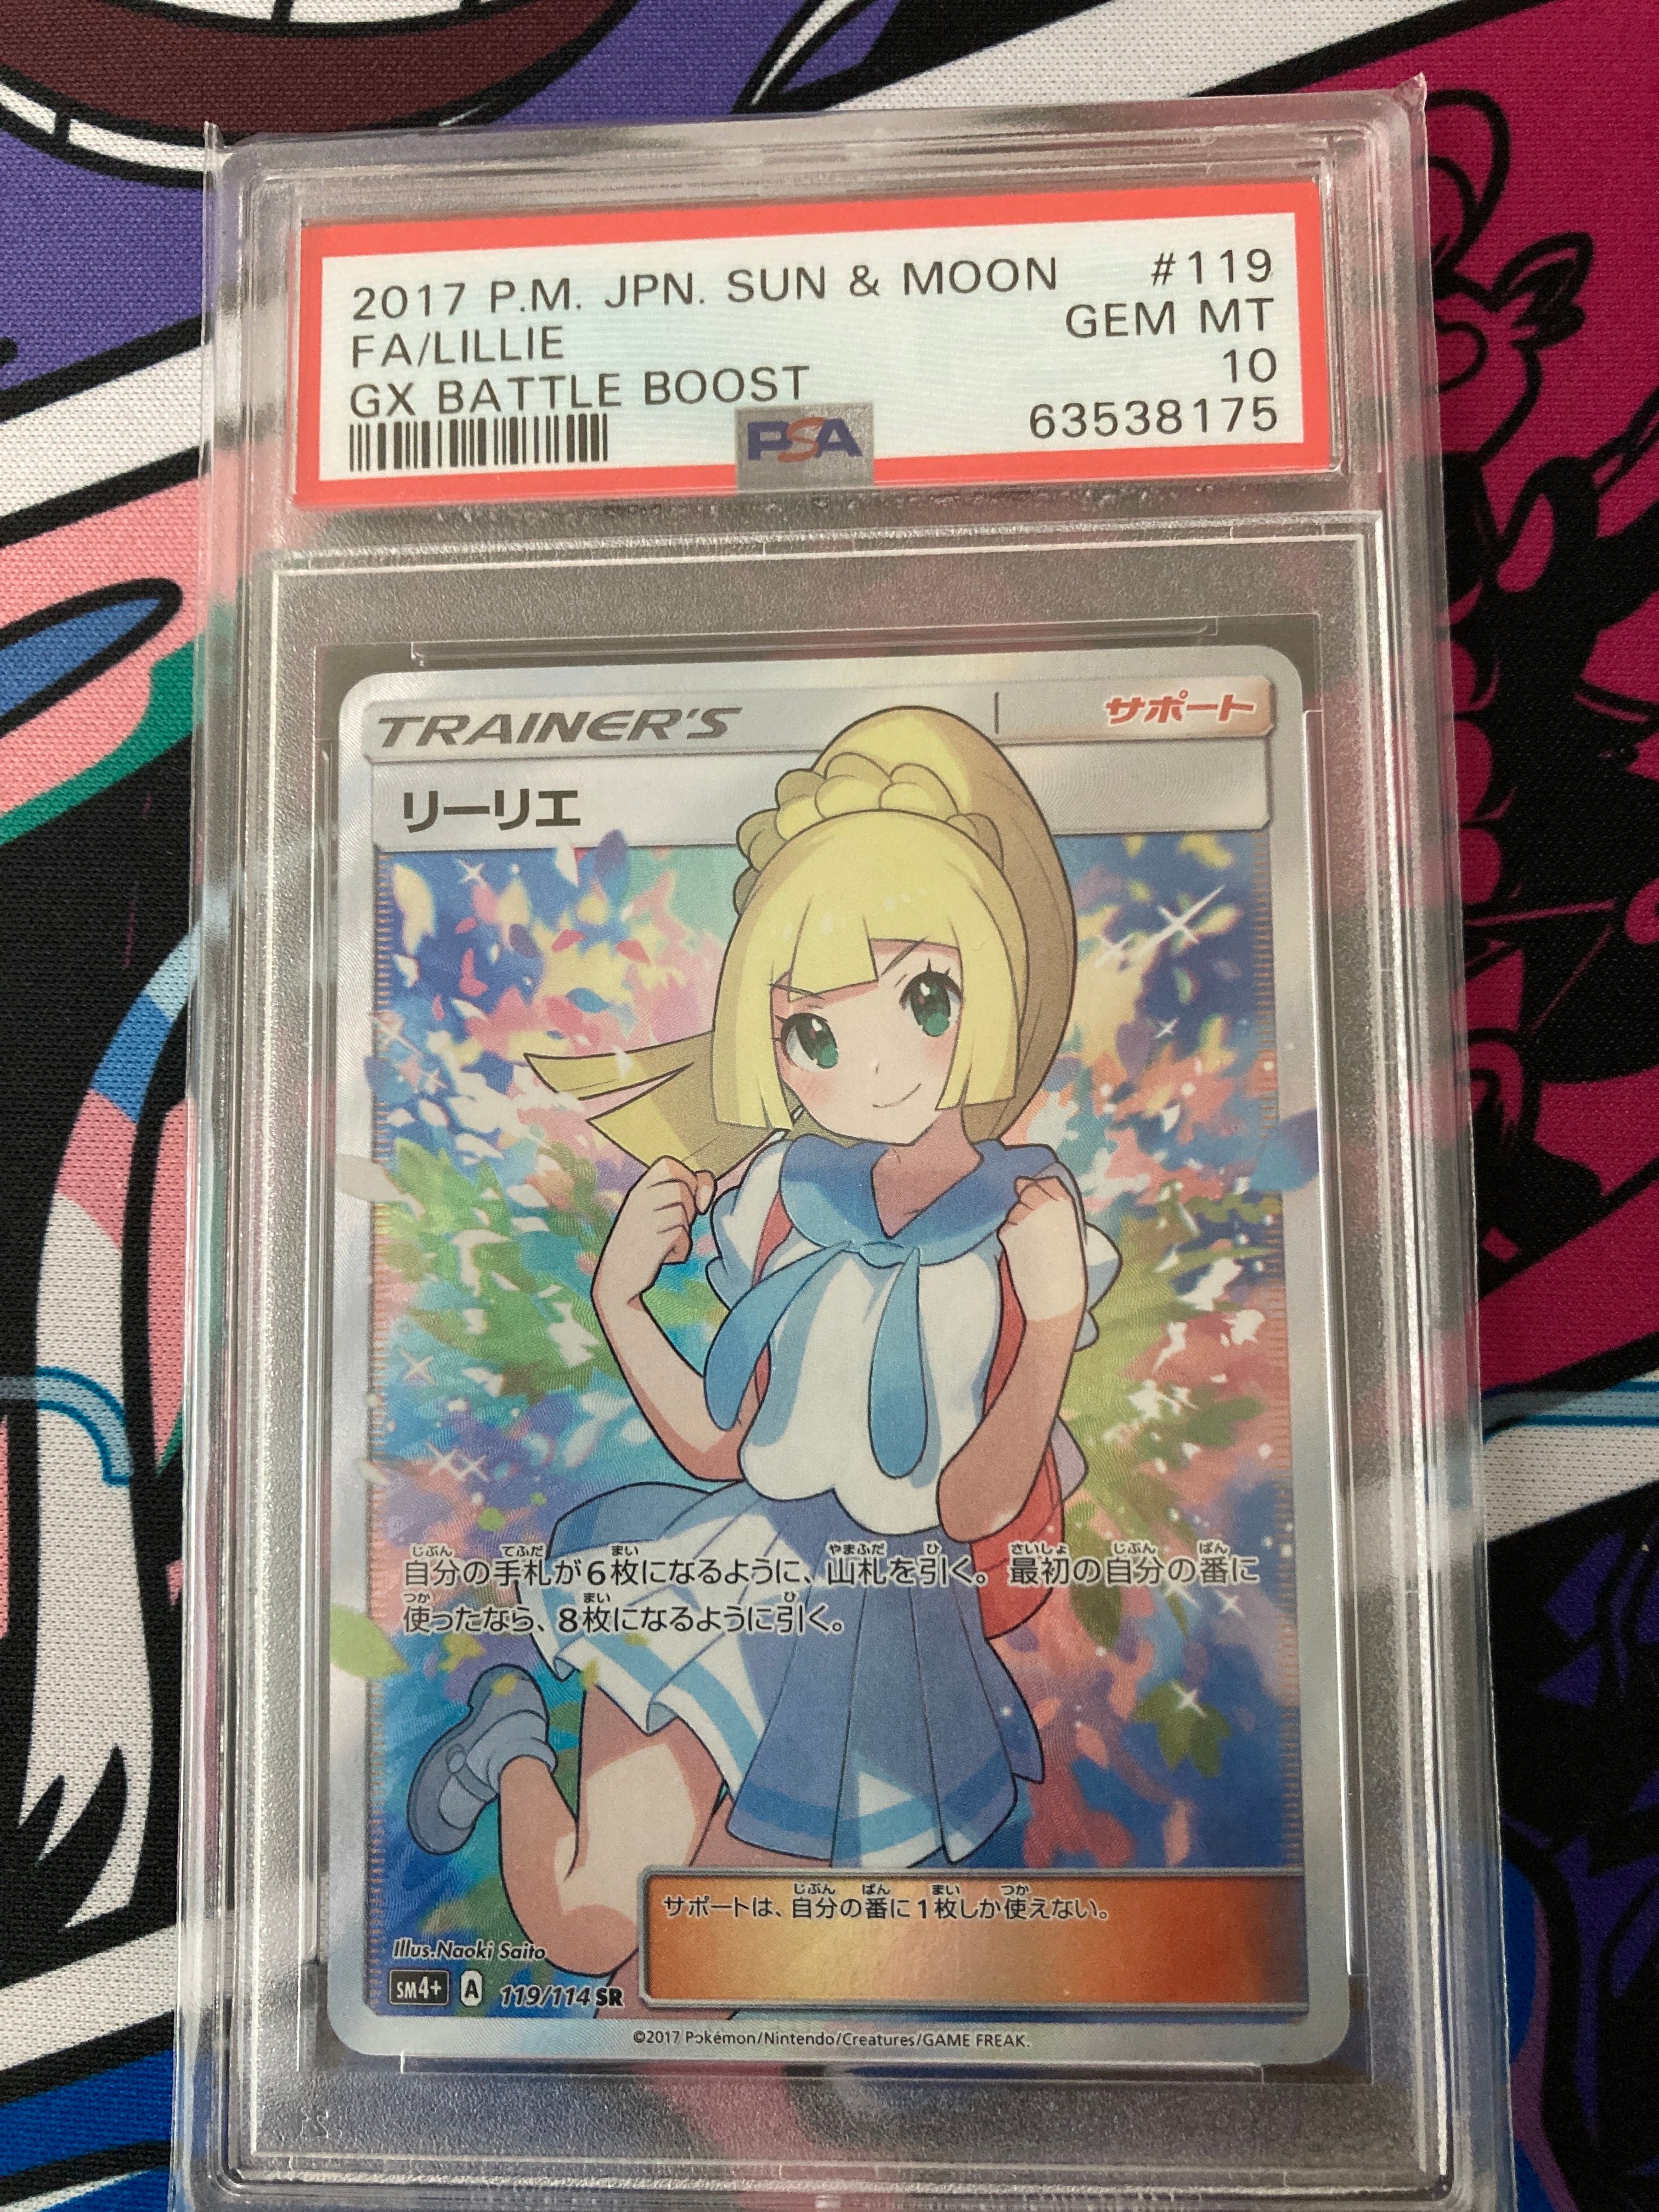 2017 P.M. JPN. SUN & MOON #119
FA/LILLIE GEM MT
GX BATTLE BOOST 10
63538175
PSA
TRAINER'S サポート
リーリエ
自分の手札が6枚になるように、山札を引く。最初の自分の番に
使ったなら、8枚になるように引く。
サポートは、自分の番に1枚しか使えない。
Illus.Naoki Saito
SM4+ A 119/114 SR
©2017 Pokémon/Nintendo/Creatures/GAME FREAK.